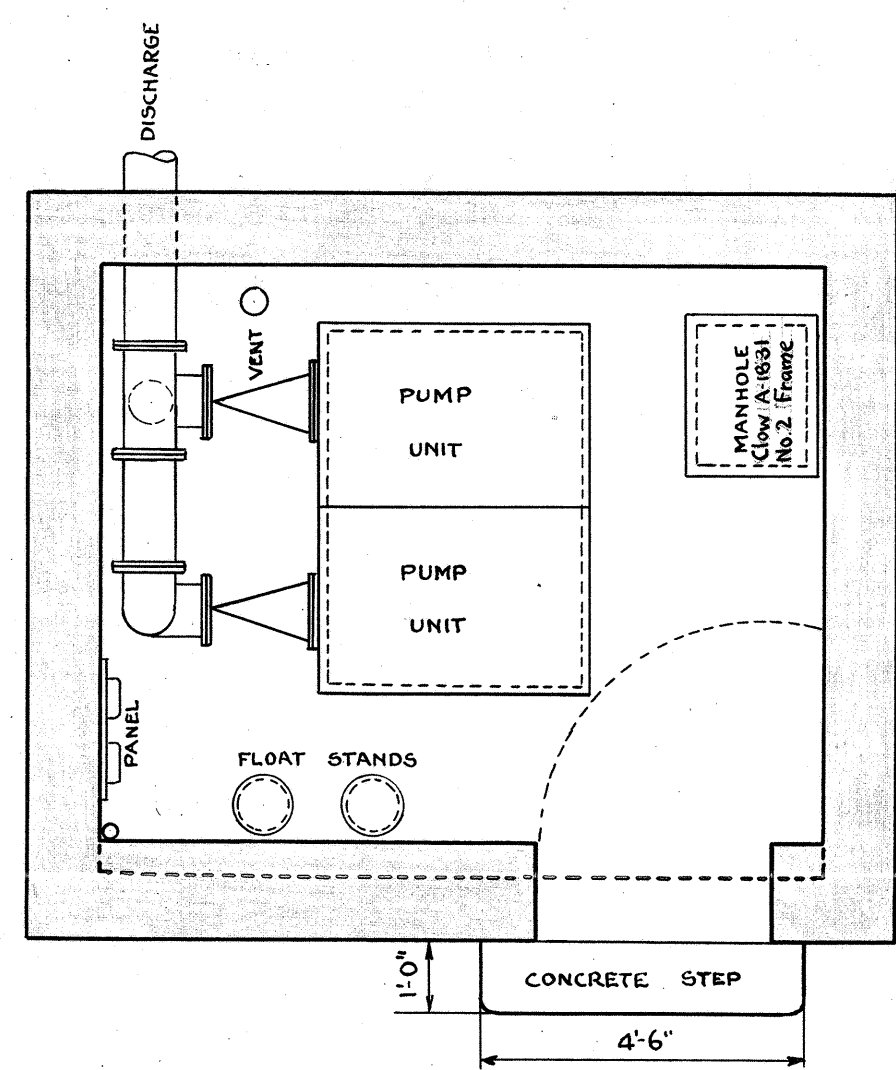 DISCHARGE
VENT
PUMP
UNIT
MANHOLE
Clow A-1831
No.2 Frame
PUMP
UNIT
PANEL
FLOAT STANDS
1'-0"
CONCRETE STEP
4'-6"